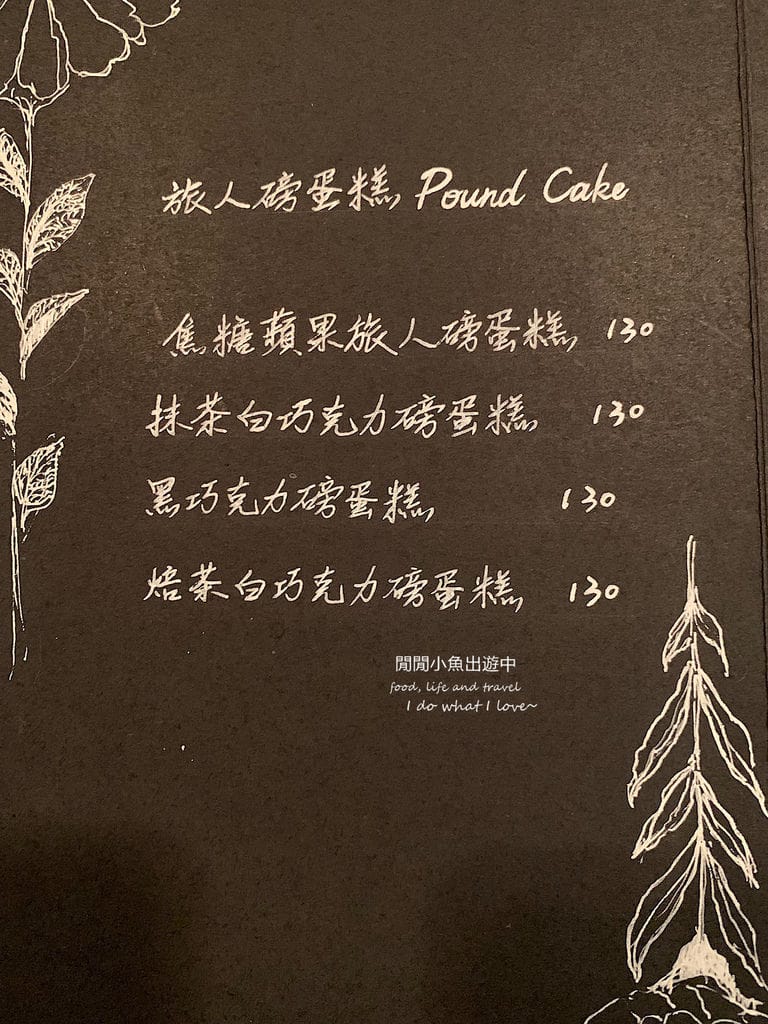 旅人磅蛋糕 Pound Cake
焦糖蘋果旅人磅蛋糕 130
抹茶白巧克力磅蛋糕 130
黑巧克力磅蛋糕 130
焙茶白巧克力磅蛋糕 130
閒閒小魚出遊中
food, life and travel
I do what I love~